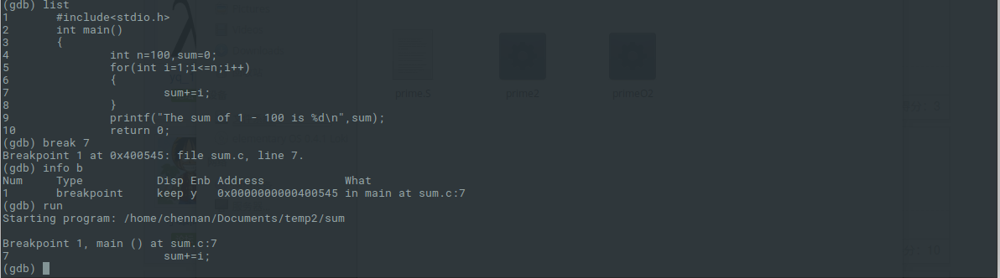 (gdb) list
1       #include<stdio.h>
2       int main()
3       {
4               int n=100,sum=0;
5               for(int i=1;i<=n;i++)
6               {
7                       sum+=i;
8               }
9               printf("The sum of 1 - 100 is %d\n",sum);
10              return 0;
(gdb) break 7
Breakpoint 1 at 0x400545: file sum.c, line 7.
(gdb) info b
Num     Type           Disp Enb Address            What
1       breakpoint     keep y   0x0000000000400545 in main at sum.c:7
(gdb) run
Starting program: /home/chennan/Documents/temp2/sum

Breakpoint 1, main () at sum.c:7
7                       sum+=i;
(gdb)
prime.S
prime2
primeO2